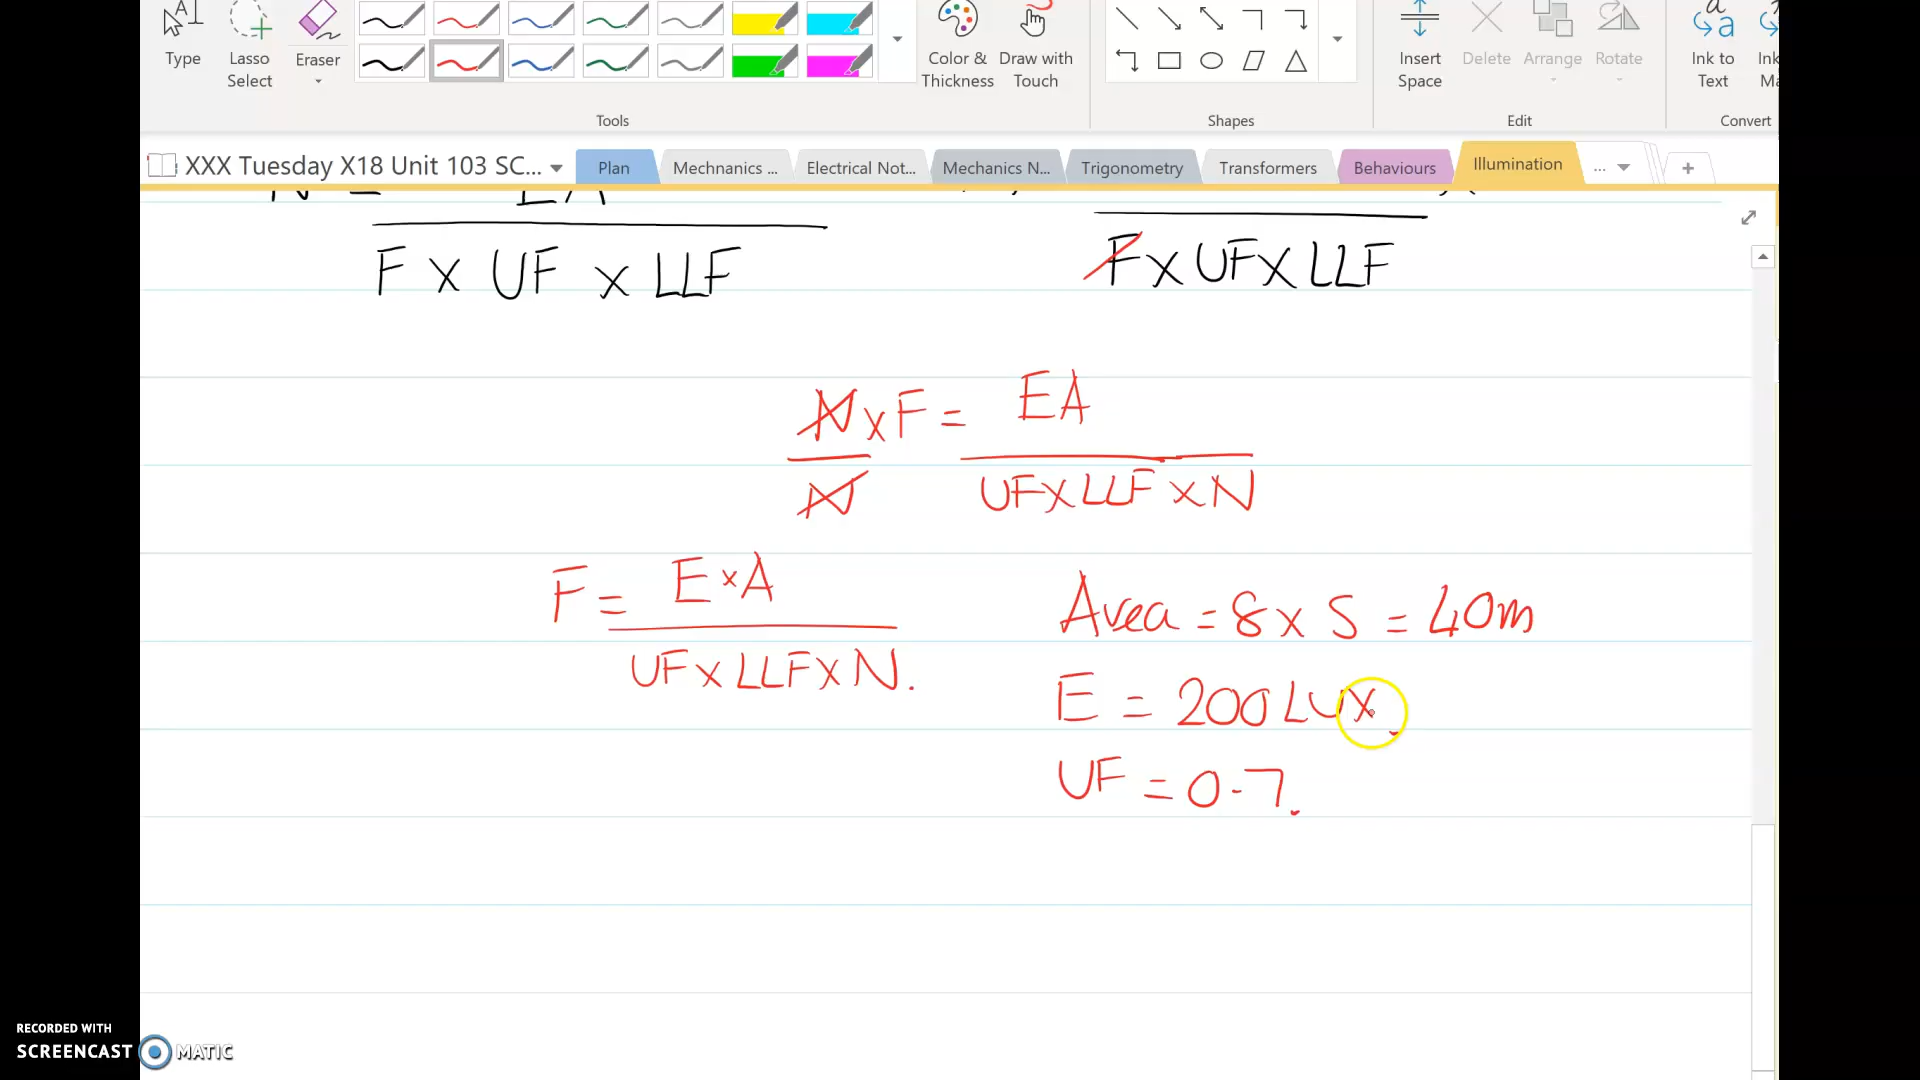 Type
Lasso Select
Eraser
Color & Thickness
Draw with Touch
Insert Space
Delete
Arrange
Rotate
Ink to Text
Tools
Shapes
Edit
Convert
XXX Tuesday X18 Unit 103 SC...
Plan
Mechnanics ...
Electrical Not...
Mechanics N...
Trigonometry
Transformers
Behaviours
Illumination
...
F x UF x LLF
F x UF x LLF
N x F = EA
N
UF x LLF x N
F = E x A
UF x LLF x N.
Area = 8 x 5 = 40m
E = 200 Lux.
UF = 0.7.
RECORDED WITH
SCREENCAST MATIC